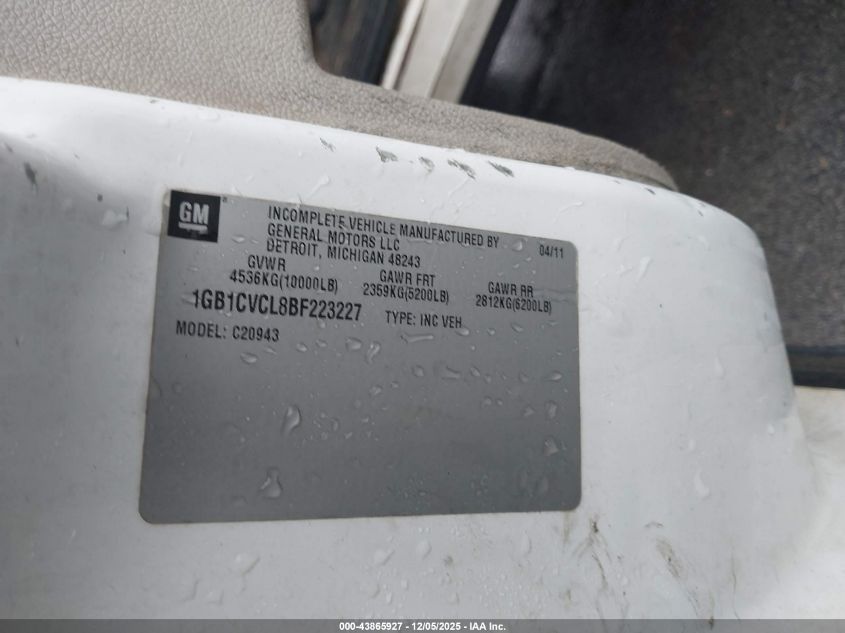 GM
INCOMPLETE VEHICLE MANUFACTURED BY
GENERAL MOTORS LLC
DETROIT, MICHIGAN 48243
04/11
GVWR
4536KG(10000LB)
GAWR FRT
2359KG(5200LB)
GAWR RR
2812KG(6200LB)
1GB1CVCL8BF223227
TYPE: INC VEH
MODEL: C20943
000-43865927 - 12/05/2025 - IAA Inc.